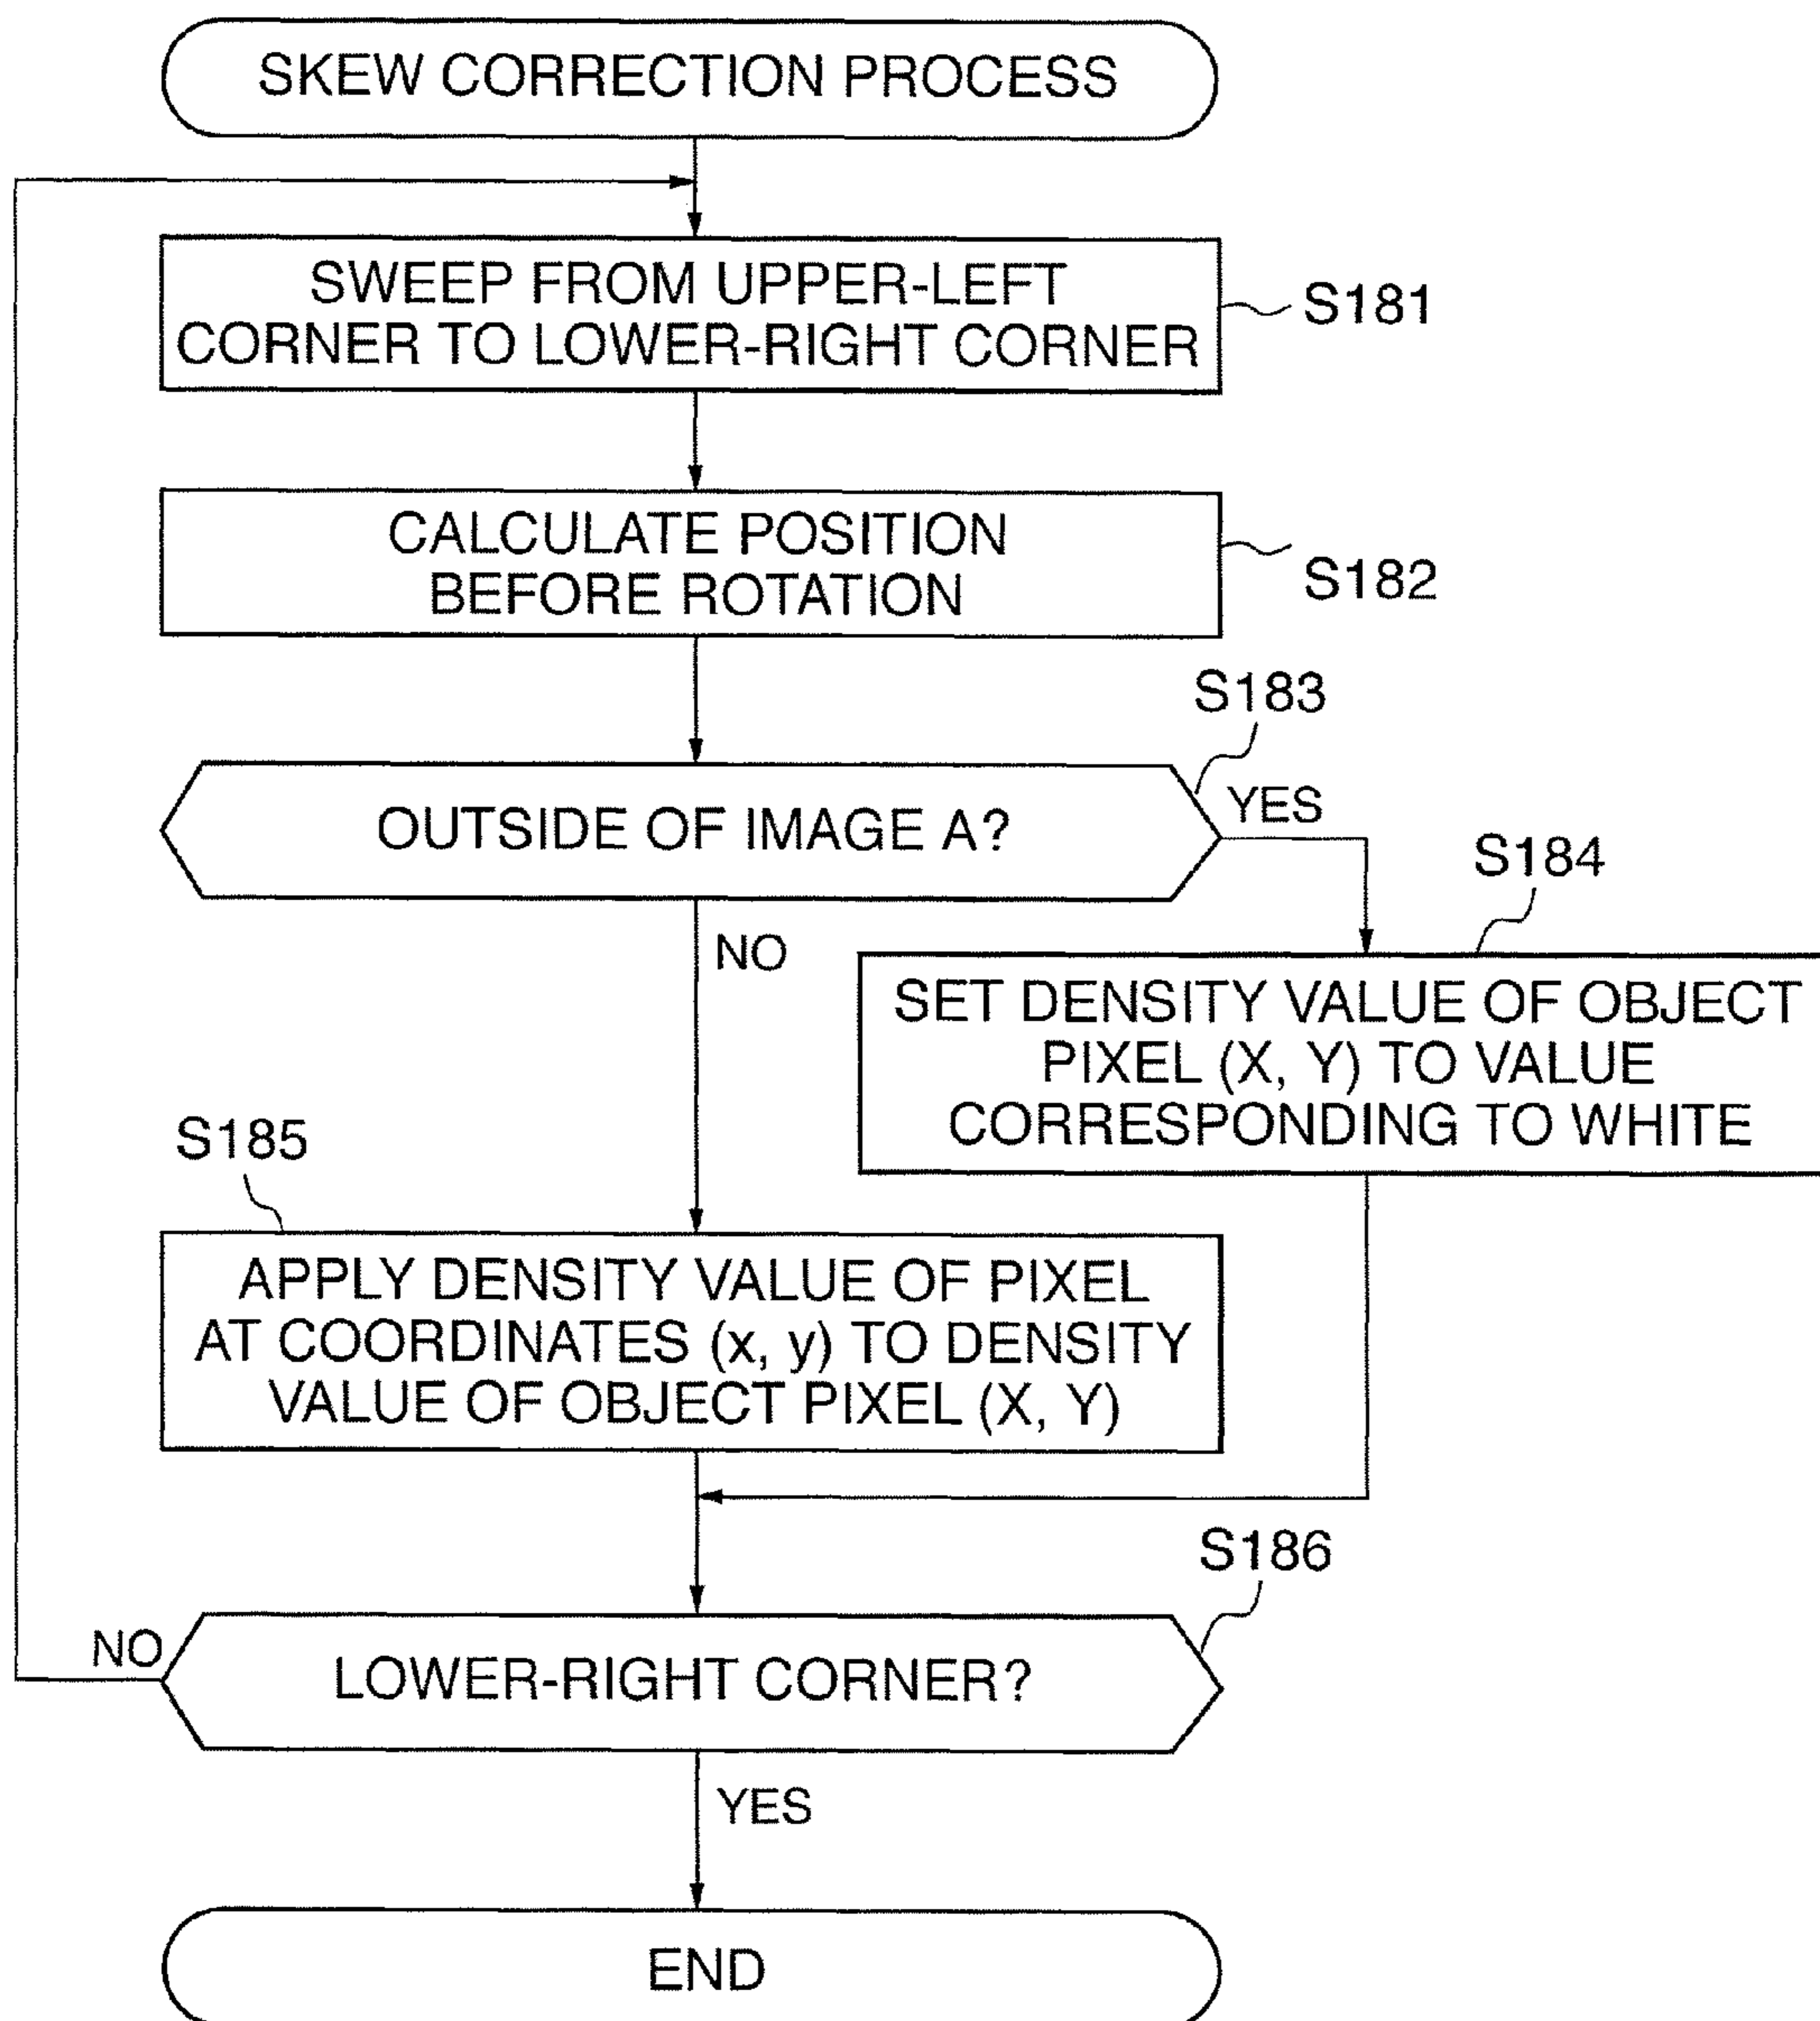 SKEW CORRECTION PROCESS
SWEEP FROM UPPER-LEFT
CORNER TO LOWER-RIGHT CORNER
S181
CALCULATE POSITION
BEFORE ROTATION
S182
S183
OUTSIDE OF IMAGE A?
YES
S184
NO
SET DENSITY VALUE OF OBJECT
PIXEL (X, Y) TO VALUE
CORRESPONDING TO WHITE
S185
APPLY DENSITY VALUE OF PIXEL
AT COORDINATES (x, y) TO DENSITY
VALUE OF OBJECT PIXEL (X, Y)
S186
NO
LOWER-RIGHT CORNER?
YES
END